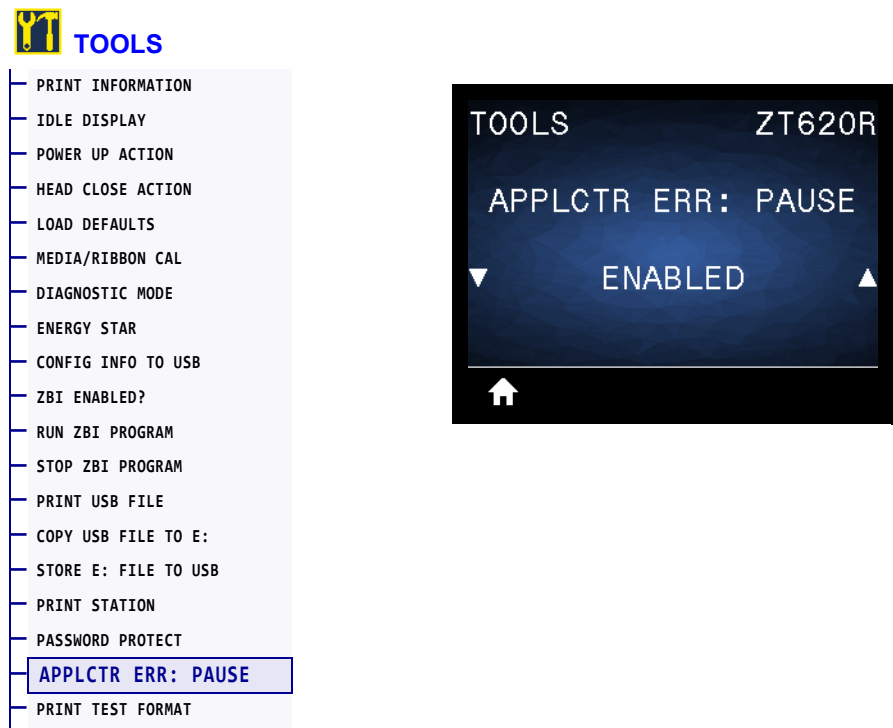 TOOLS
PRINT INFORMATION
IDLE DISPLAY
POWER UP ACTION
HEAD CLOSE ACTION
LOAD DEFAULTS
MEDIA/RIBBON CAL
DIAGNOSTIC MODE
ENERGY STAR
CONFIG INFO TO USB
ZBI ENABLED?
RUN ZBI PROGRAM
STOP ZBI PROGRAM
PRINT USB FILE
COPY USB FILE TO E:
STORE E: FILE TO USB
PRINT STATION
PASSWORD PROTECT
APPLCTR ERR: PAUSE
PRINT TEST FORMAT
TOOLS ZT620R
APPLCTR ERR: PAUSE
ENABLED